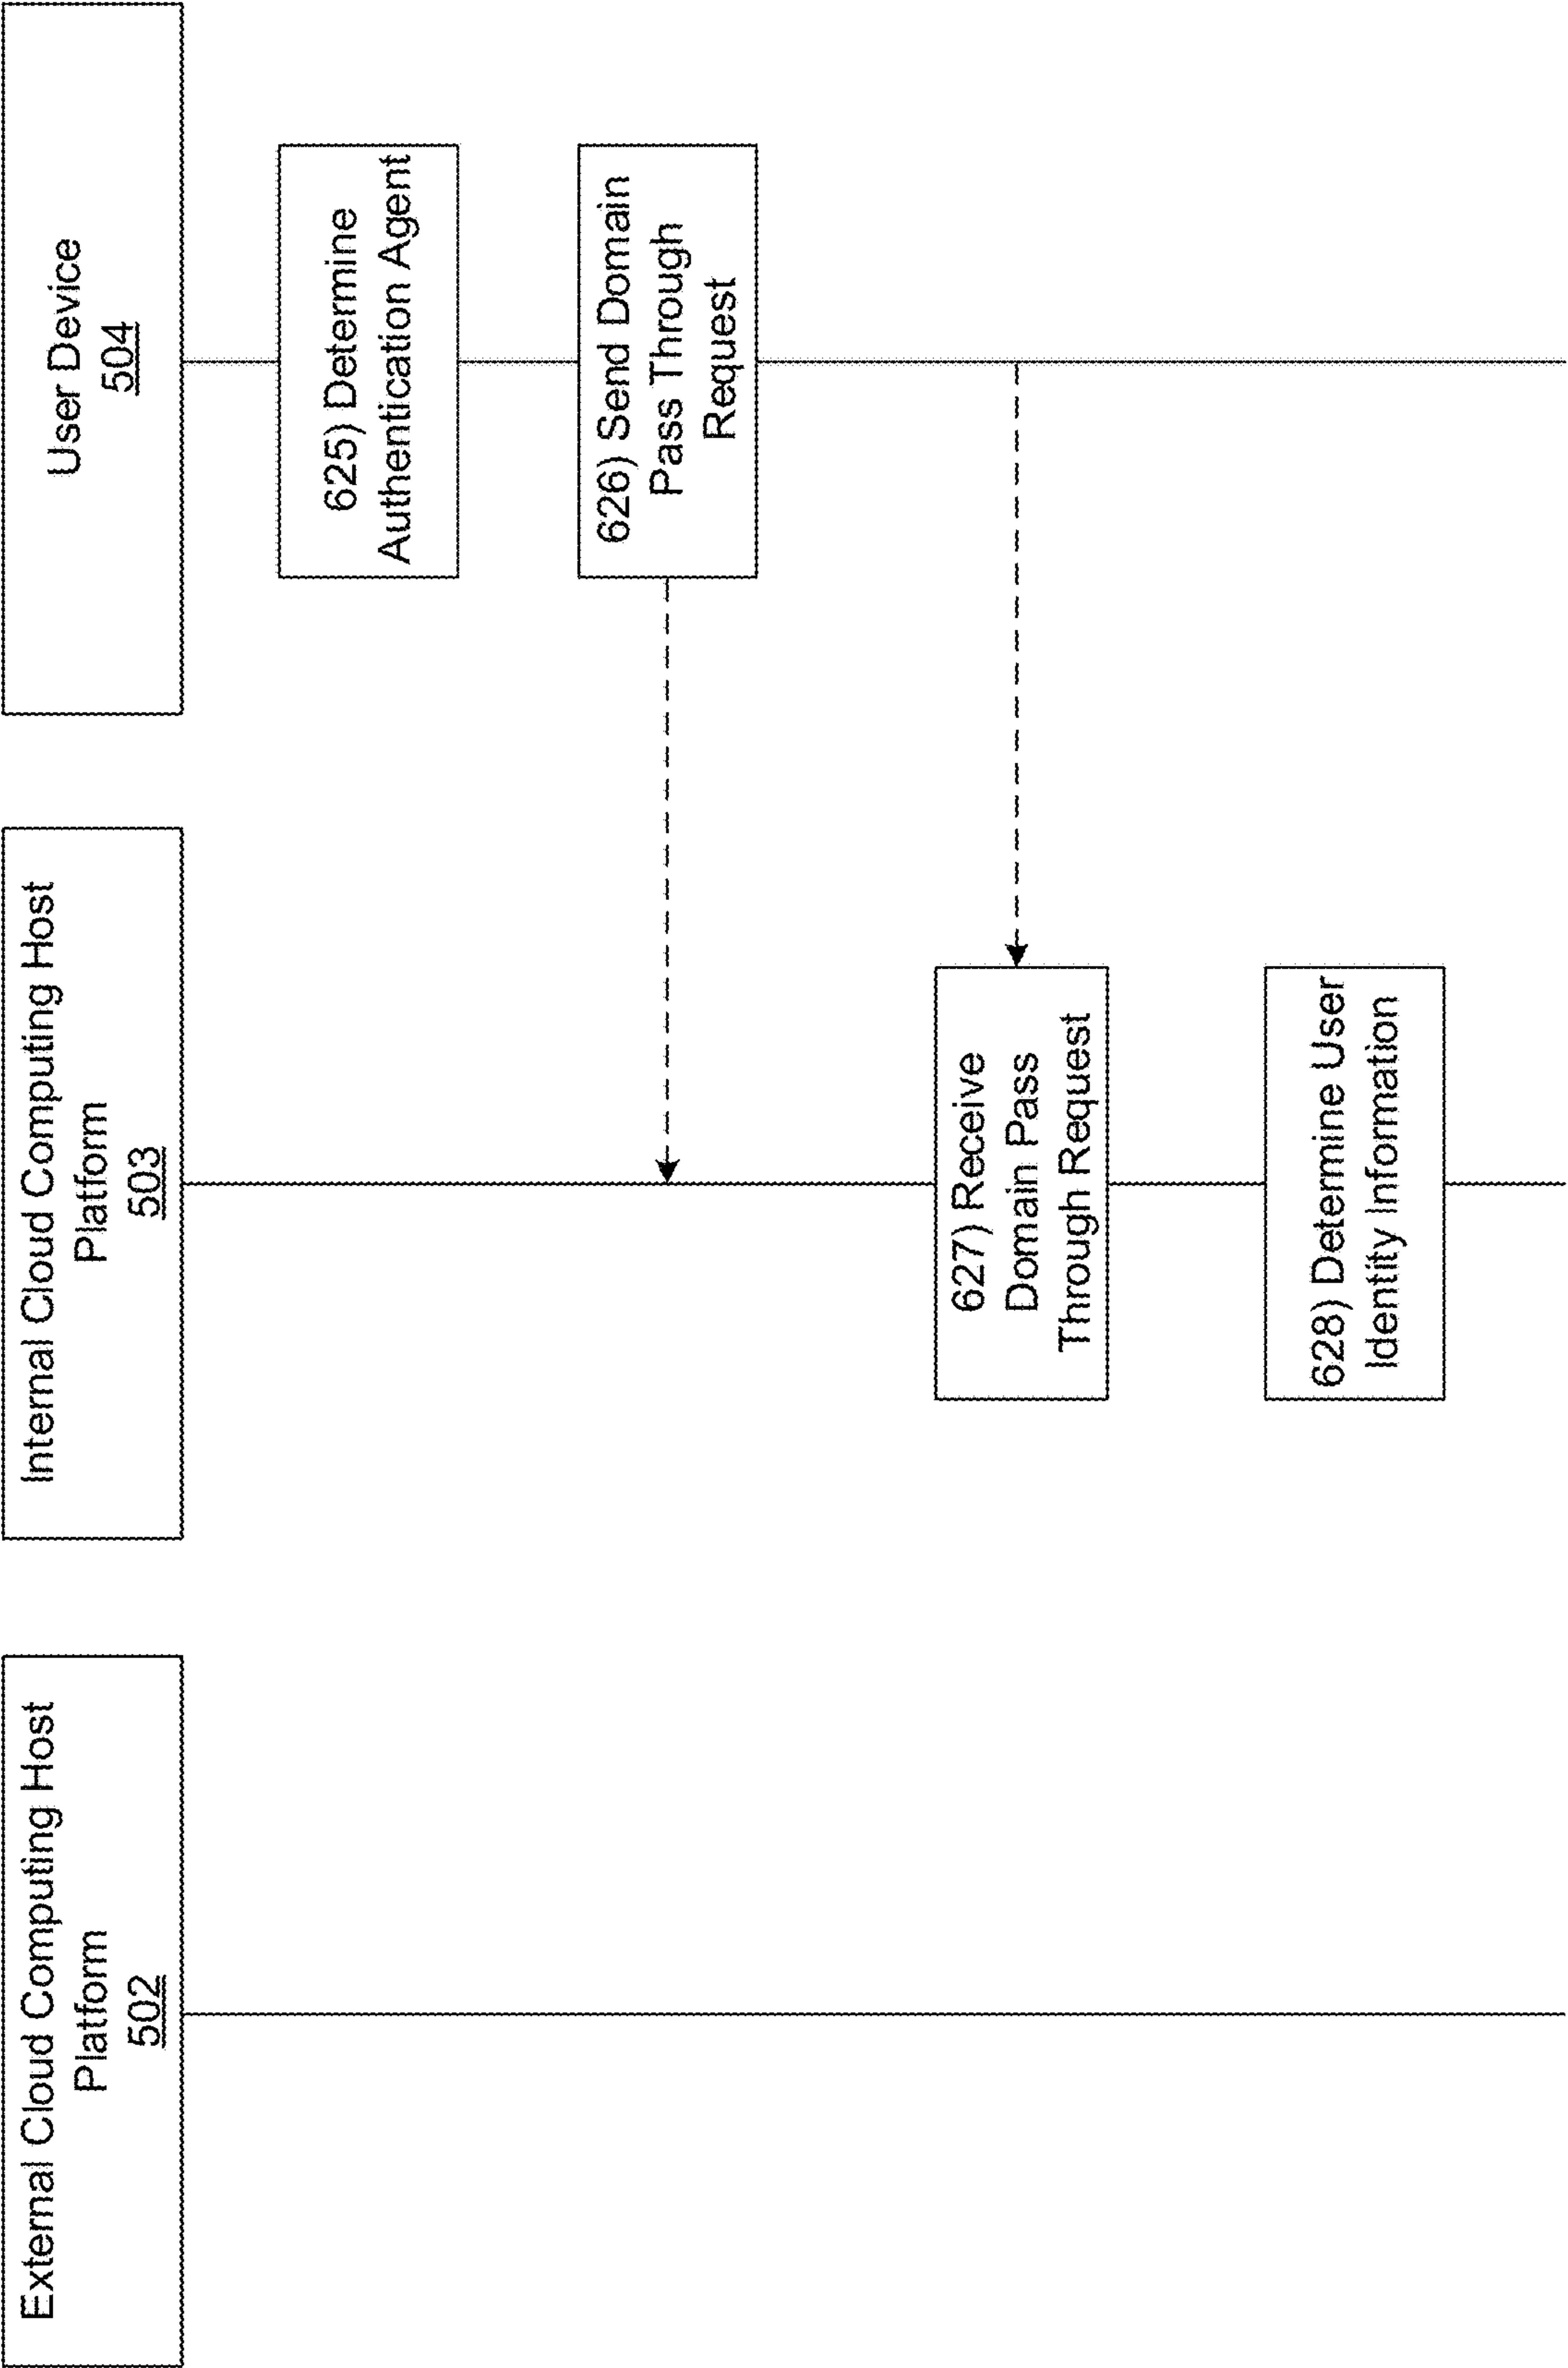 External Cloud Computing Host
Platform
502
Internal Cloud Computing Host
Platform
503
User Device
504
625) Determine
Authentication Agent
626) Send Domain
Pass Through
Request
627) Receive
Domain Pass
Through Request
628) Determine User
Identity Information